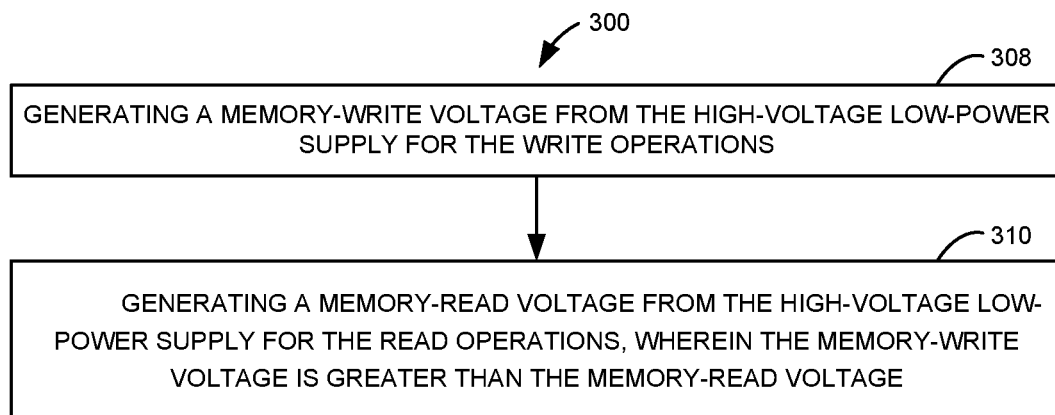 300
308
GENERATING A MEMORY-WRITE VOLTAGE FROM THE HIGH-VOLTAGE LOW-POWER
SUPPLY FOR THE WRITE OPERATIONS
310
GENERATING A MEMORY-READ VOLTAGE FROM THE HIGH-VOLTAGE LOW-
POWER SUPPLY FOR THE READ OPERATIONS, WHEREIN THE MEMORY-WRITE
VOLTAGE IS GREATER THAN THE MEMORY-READ VOLTAGE